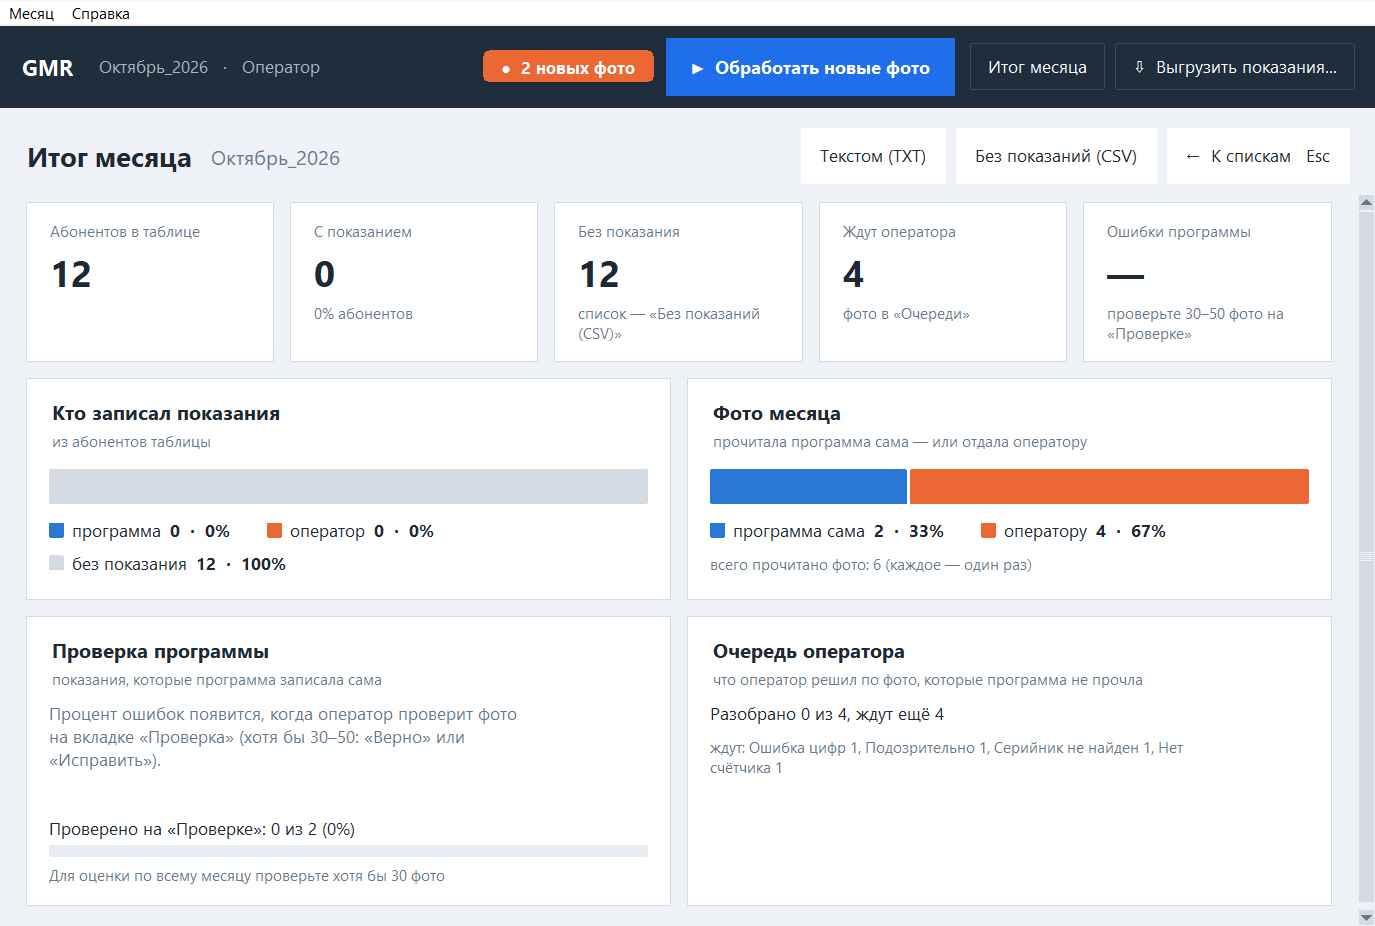 Месяц Справка
GMR Октябрь_2026 · Оператор ● 2 новых фото ► Обработать новые фото Итог месяца ⇩ Выгрузить показания...
Итог месяца Октябрь_2026 Текстом (TXT) Без показаний (CSV) ← К спискам Esc
Абонентов в таблице
12
С показанием
0
0% абонентов
Без показания
12
список — «Без показаний
(CSV)»
Ждут оператора
4
фото в «Очереди»
Ошибки программы
—
проверьте 30–50 фото на
«Проверке»
Кто записал показания
из абонентов таблицы
программа 0 · 0% оператор 0 · 0%
без показания 12 · 100%
Фото месяца
прочитала программа сама — или отдала оператору
программа сама 2 · 33% оператору 4 · 67%
всего прочитано фото: 6 (каждое — один раз)
Проверка программы
показания, которые программа записала сама
Процент ошибок появится, когда оператор проверит фото
на вкладке «Проверка» (хотя бы 30–50: «Верно» или
«Исправить»).
Проверено на «Проверке»: 0 из 2 (0%)
Для оценки по всему месяцу проверьте хотя бы 30 фото
Очередь оператора
что оператор решил по фото, которые программа не прочла
Разобрано 0 из 4, ждут ещё 4
ждут: Ошибка цифр 1, Подозрительно 1, Серийник не найден 1, Нет
счётчика 1